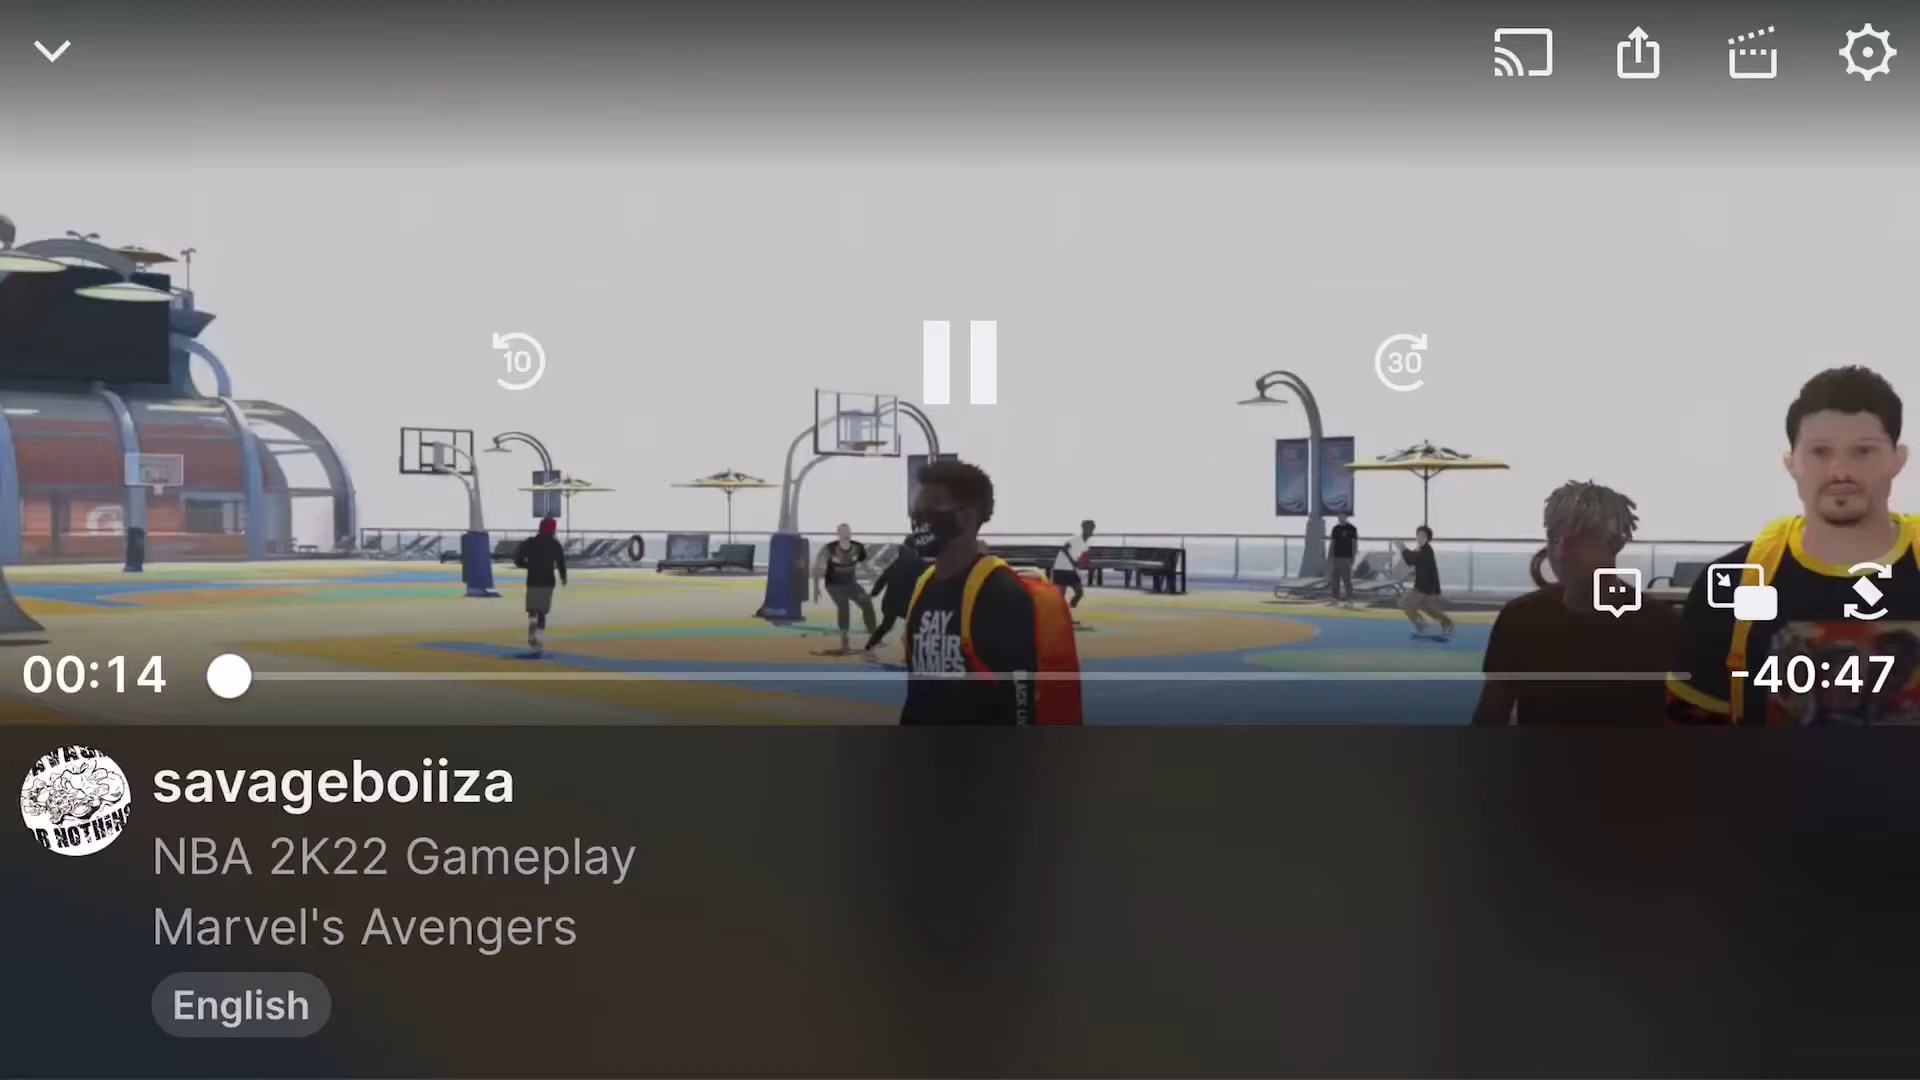 10
30
SAY
THEIR
NAMES
00:14
-40:47
savageboiiza
NBA 2K22 Gameplay
Marvel's Avengers
English